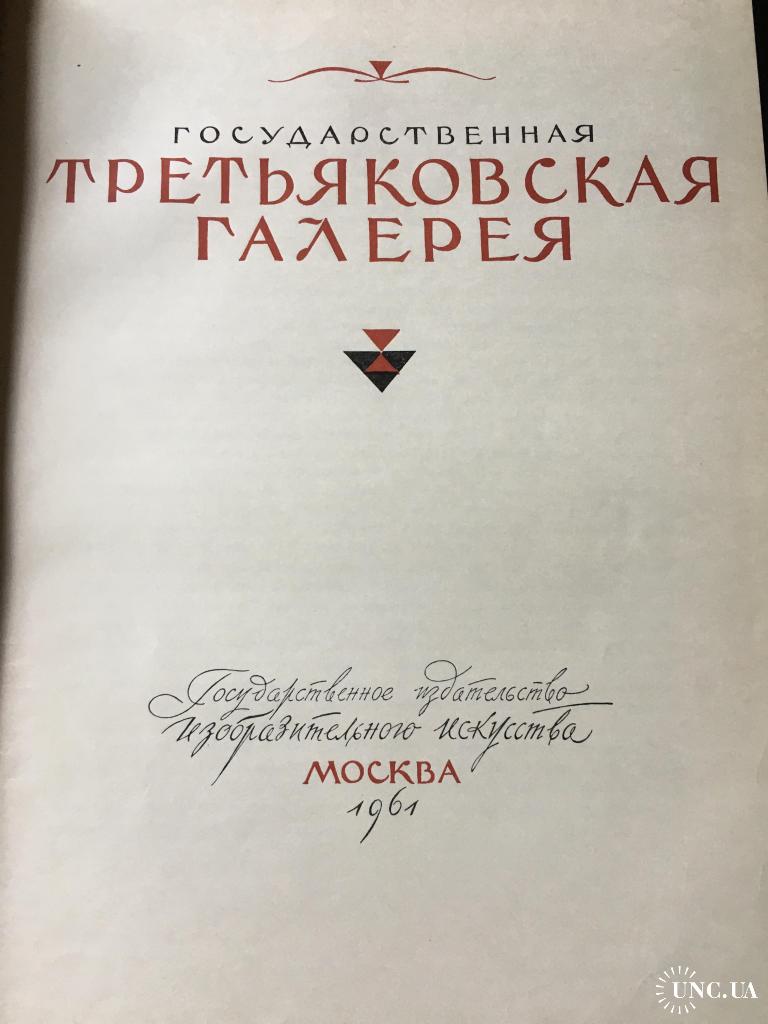 ГОСУДАРСТВЕННАЯ
ТРЕТЬЯКОВСКАЯ
ГАЛЕРЕЯ
Государственное издательство
изобразительного искусства
МОСКВА
1961
UNC.UA